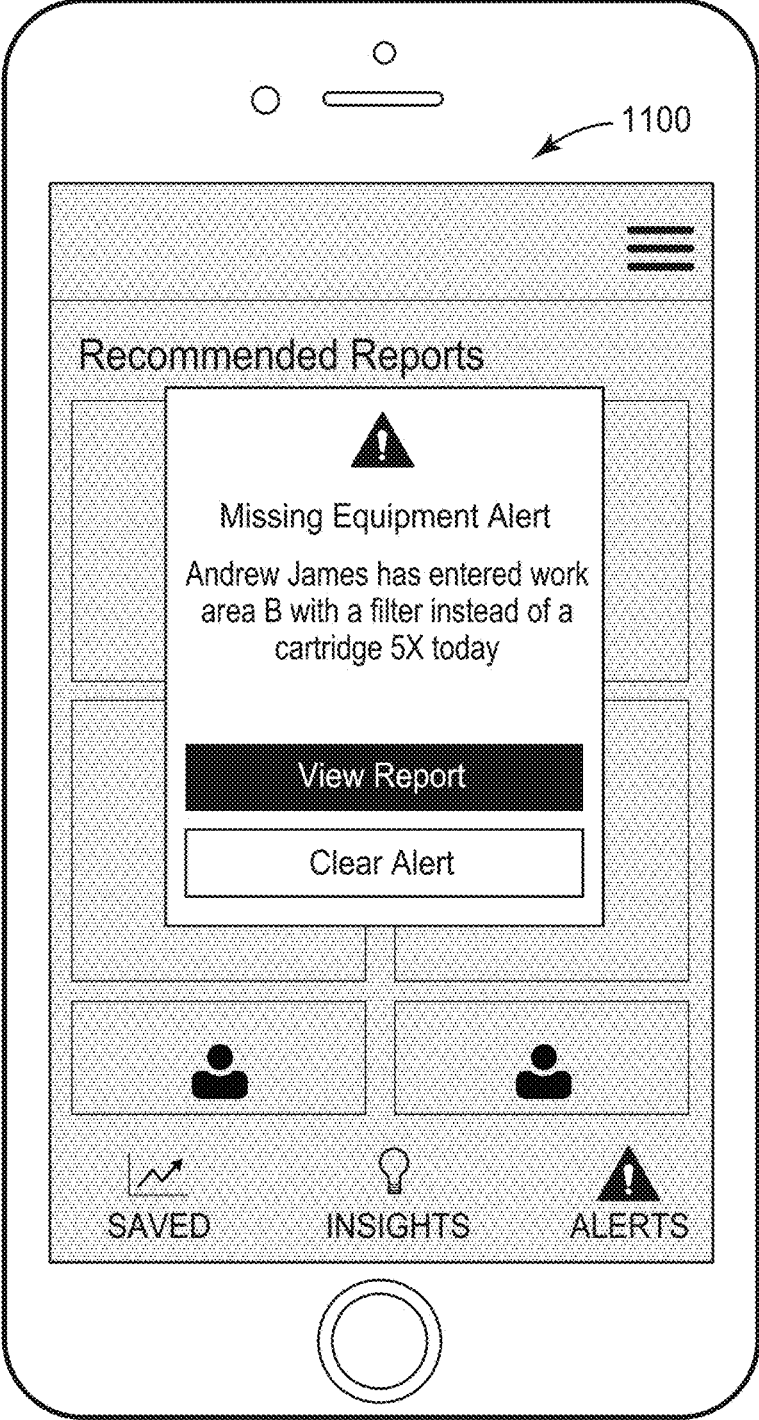 1100
Recommended Reports
Missing Equipment Alert
Andrew James has entered work
area B with a filter instead of a
cartridge 5X today
View Report
Clear Alert
SAVED
INSIGHTS
ALERTS